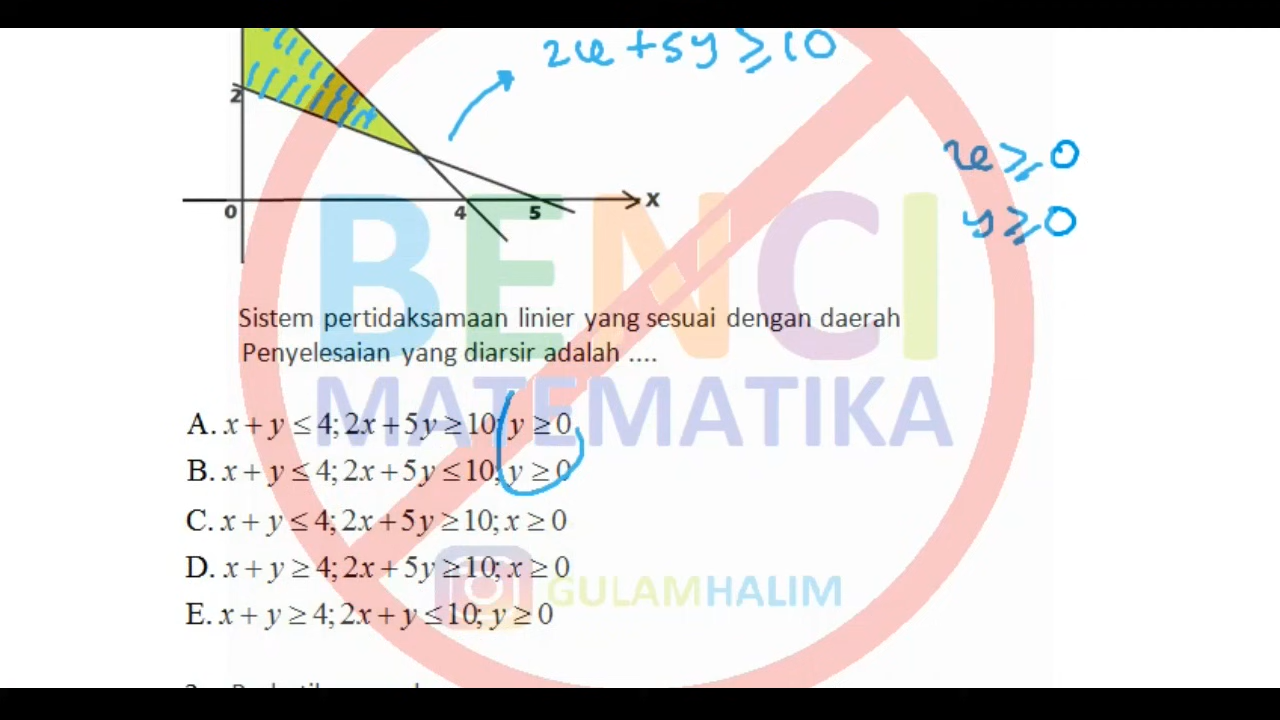 2x + 5y ≥ 10
2
x ≥ 0
0
4
5
x
y ≥ 0
BENCI
MATEMATIKA
Sistem pertidaksamaan linier yang sesuai dengan daerah
Penyelesaian yang diarsir adalah ....
A. x + y ≤ 4; 2x + 5y ≥ 10; y ≥ 0
B. x + y ≤ 4; 2x + 5y ≤ 10; y ≥ 0
C. x + y ≤ 4; 2x + 5y ≥ 10; x ≥ 0
D. x + y ≥ 4; 2x + 5y ≥ 10; x ≥ 0
GULAMHALIM
E. x + y ≥ 4; 2x + y ≤ 10; y ≥ 0